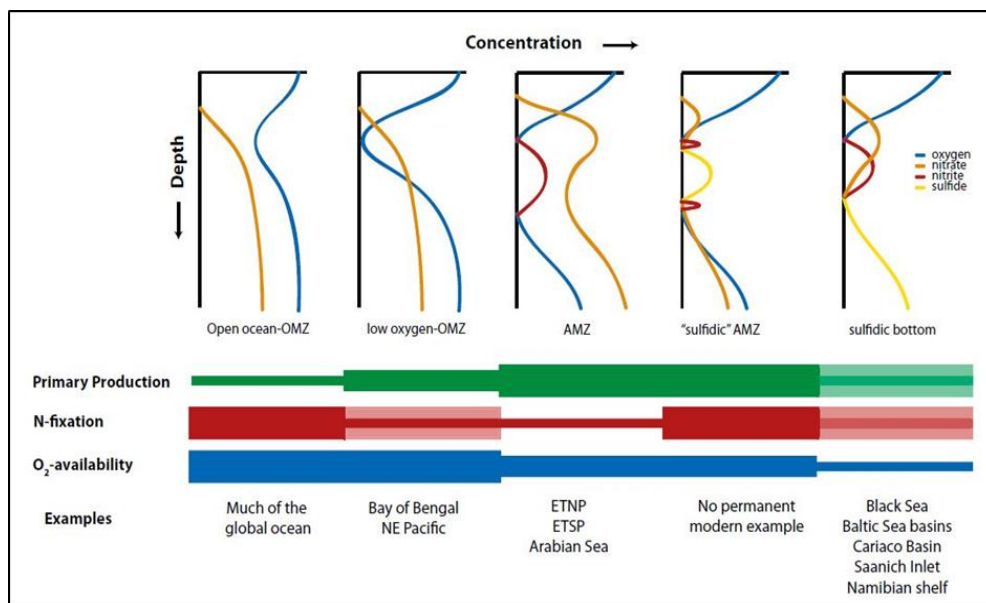 Concentration
Depth
oxygen
nitrate
nitrite
sulfide
Open ocean-OMZ
low oxygen-OMZ
AMZ
"sulfidic" AMZ
sulfidic bottom
Primary Production
N-fixation
O₂-availability
Examples
Much of the
global ocean
Bay of Bengal
NE Pacific
ETNP
ETSP
Arabian Sea
No permanent
modern example
Black Sea
Baltic Sea basins
Cariaco Basin
Saanich Inlet
Namibian shelf